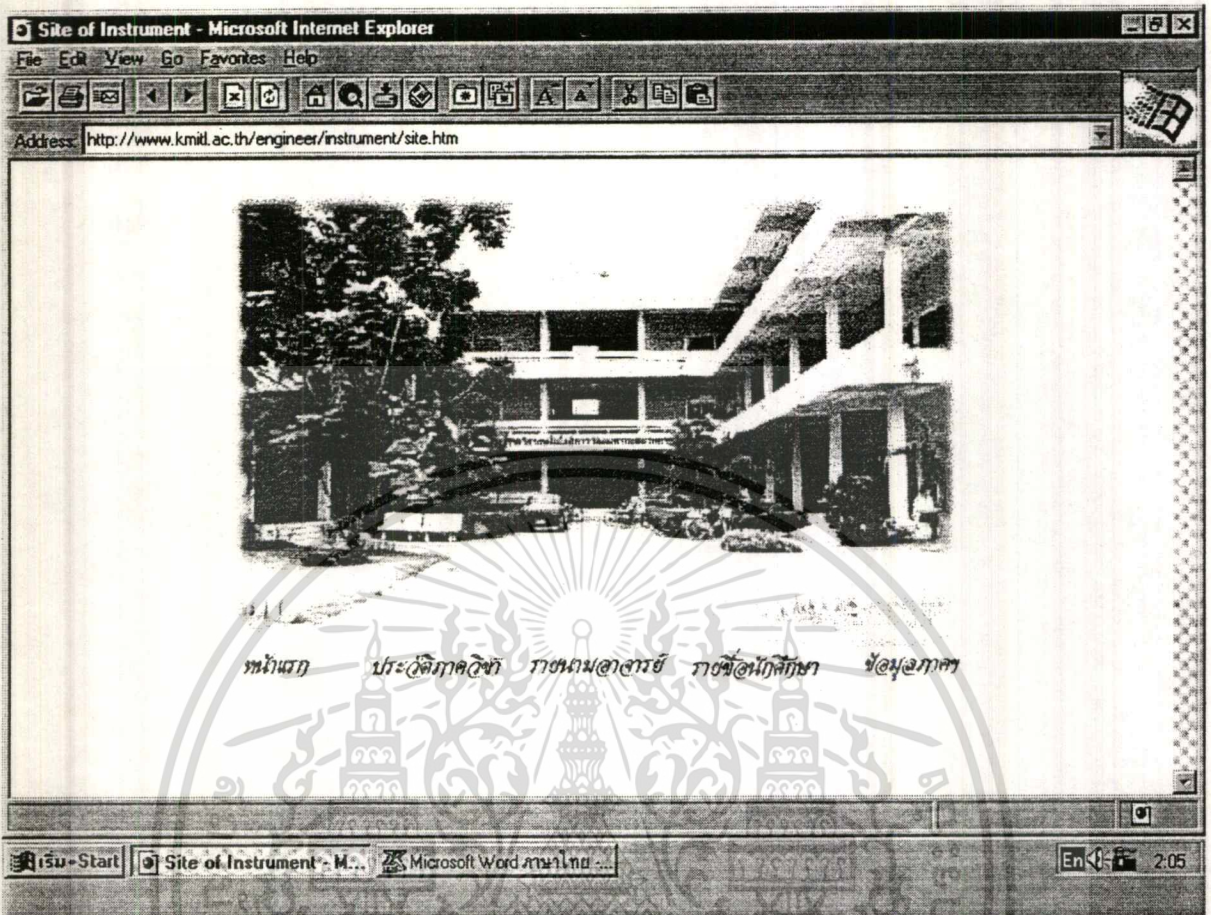 Site of Instrument - Microsoft Internet Explorer
File Edit View Go Favorites Help
Address: http://www.kmitl.ac.th/engineer/instrument/site.htm
หน้าแรก ประวัติภาควิชา รายนามอาจารย์ รายชื่อนักศึกษา ข้อมูลภาคฯ
เริ่ม-Start Site of Instrument - M... Microsoft Word ภาษาไทย -... En 2:05